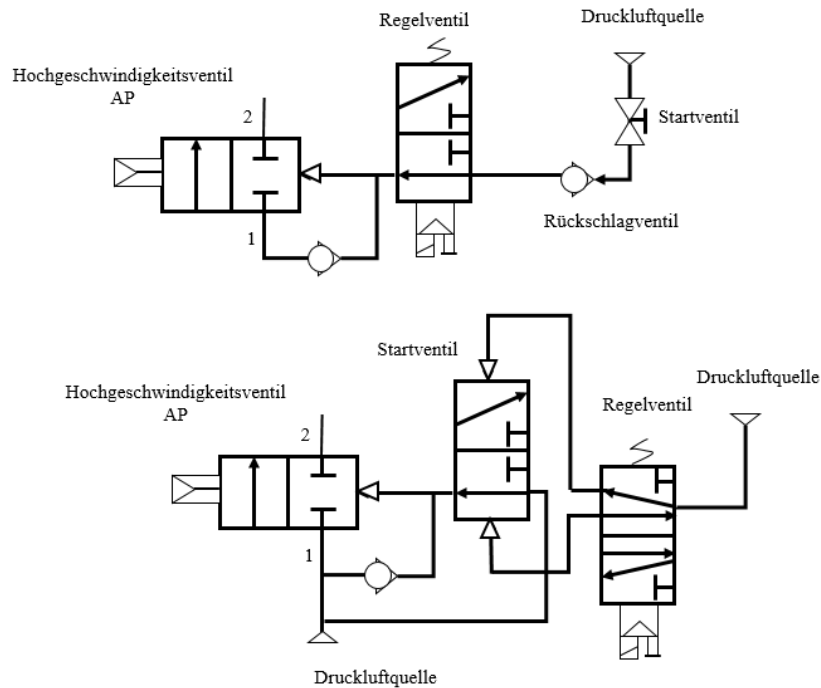 Regelventil
Druckluftquelle
Hochgeschwindigkeitsventil
AP
2
Startventil
1
Rückschlagventil
Startventil
Druckluftquelle
Hochgeschwindigkeitsventil
AP
Regelventil
2
1
Druckluftquelle